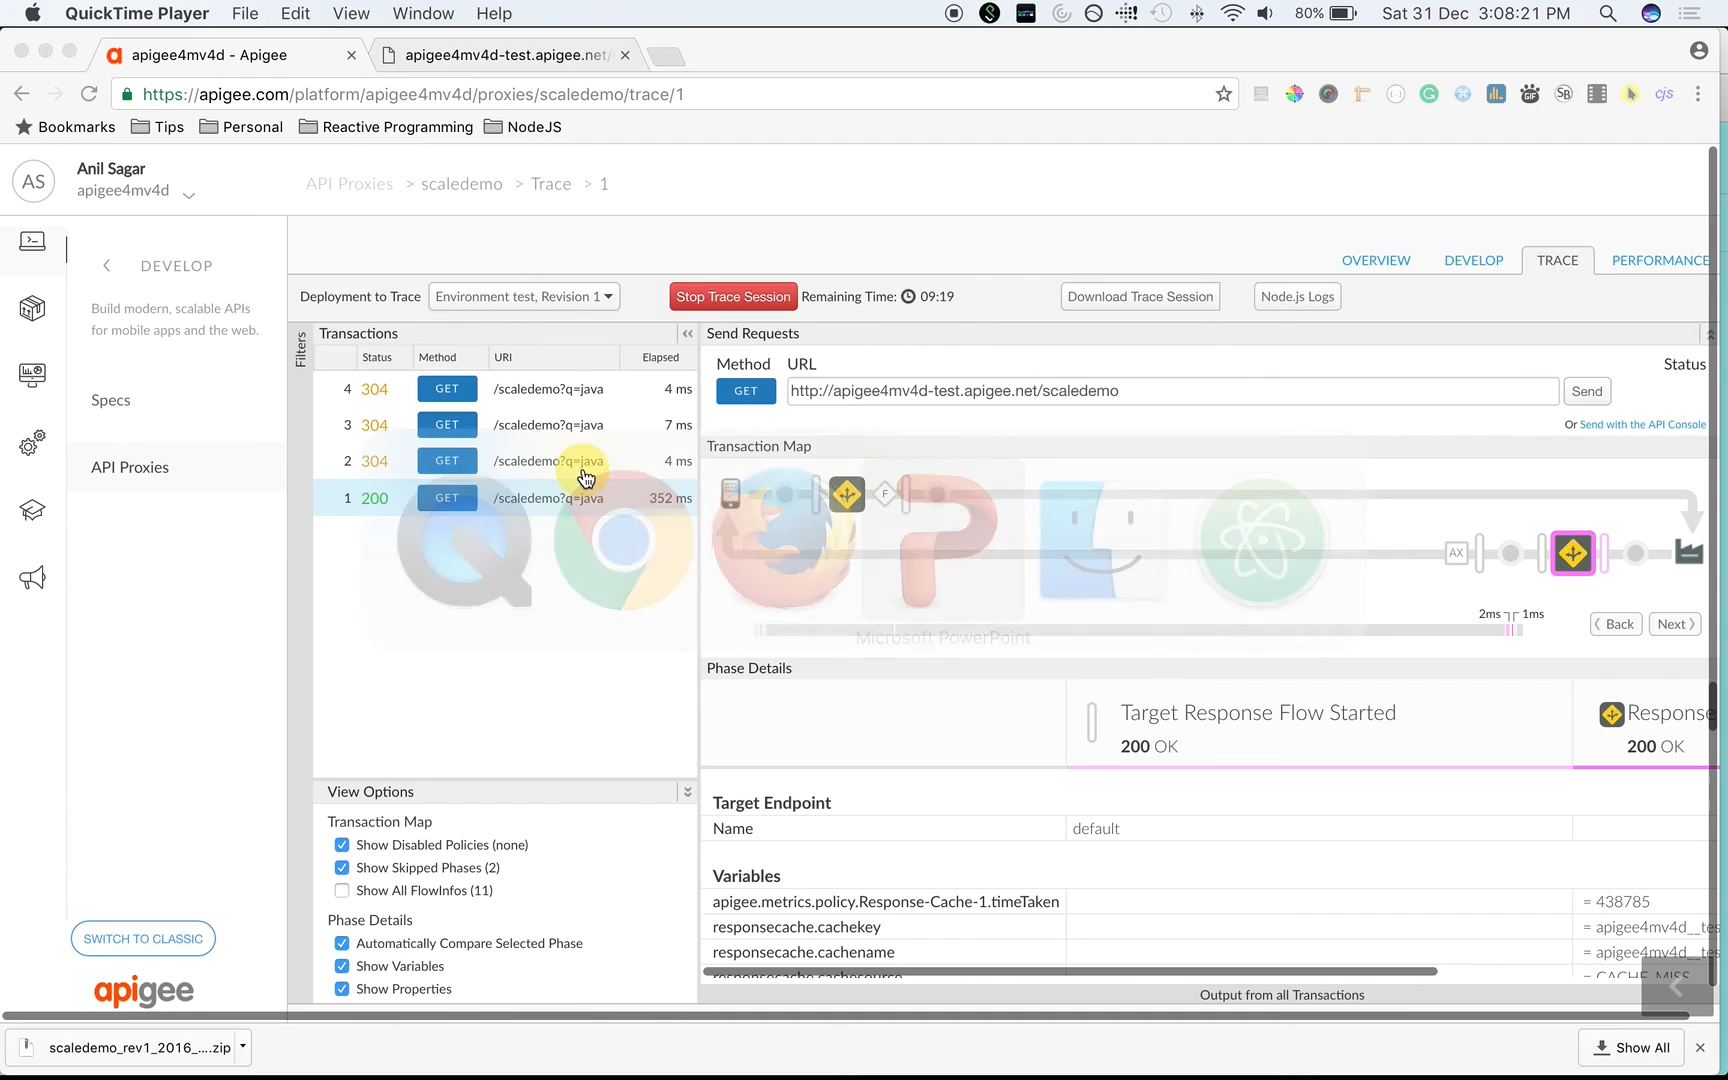 QuickTime Player File Edit View Window Help 80% Sat 31 Dec 3:08:21 PM
apigee4mv4d - Apigee apigee4mv4d-test.apigee.net/
https://apigee.com/platform/apigee4mv4d/proxies/scaledemo/trace/1
Bookmarks Tips Personal Reactive Programming NodeJS
AS
Anil Sagar
apigee4mv4d
API Proxies > scaledemo > Trace > 1
DEVELOP
Build modern, scalable APIs
for mobile apps and the web.
Specs
API Proxies
SWITCH TO CLASSIC
apigee
OVERVIEW DEVELOP TRACE PERFORMANCE
Deployment to Trace Environment test, Revision 1 Stop Trace Session Remaining Time: 09:19 Download Trace Session Node.js Logs
Filters
Transactions
Status Method URI Elapsed
4 304 GET /scaledemo?q=java 4 ms
3 304 GET /scaledemo?q=java 7 ms
2 304 GET /scaledemo?q=java 4 ms
1 200 GET /scaledemo?q=java 352 ms
View Options
Transaction Map
Show Disabled Policies (none)
Show Skipped Phases (2)
Show All FlowInfos (11)
Phase Details
Automatically Compare Selected Phase
Show Variables
Show Properties
Send Requests
Method URL Status
GET http://apigee4mv4d-test.apigee.net/scaledemo Send
Or Send with the API Console
Transaction Map
F
AX
2ms 1ms
Back Next
Microsoft PowerPoint
Phase Details
Target Response Flow Started Response
200 OK 200 OK
Target Endpoint
Name default
Variables
apigee.metrics.policy.Response-Cache-1.timeTaken = 438785
responsecache.cachekey = apigee4mv4d__tes
responsecache.cachename = apigee4mv4d__tes
responsecache.cachesource = CACHE_MISS
Output from all Transactions
scaledemo_rev1_2016_....zip Show All